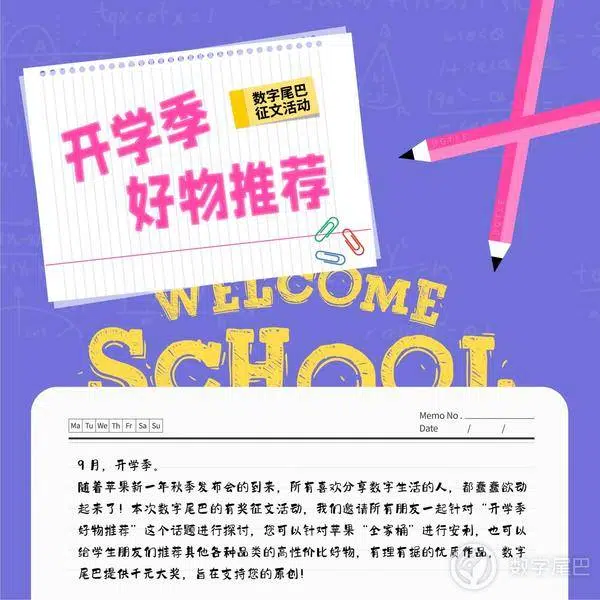 数字尾巴
征文活动
开学季
好物推荐
WELCOME
SCHOOL
Ma Tu We Th Fr Sa Su
Memo No .
Date / /
9月，开学季。
随着苹果新一年秋季发布会的到来，所有喜欢分享数字生活的人，都蠢蠢欲动
起来了！本次数字尾巴的有奖征文活动，我们邀请所有朋友一起针对“开学季
好物推荐”这个话题进行探讨，您可以针对苹果“全家桶”进行安利，也可以
给学生朋友们推荐其他各种品类的高性价比好物，有理有据的优质作品，数字
尾巴提供千元大奖，旨在支持您的原创！
数字尾巴